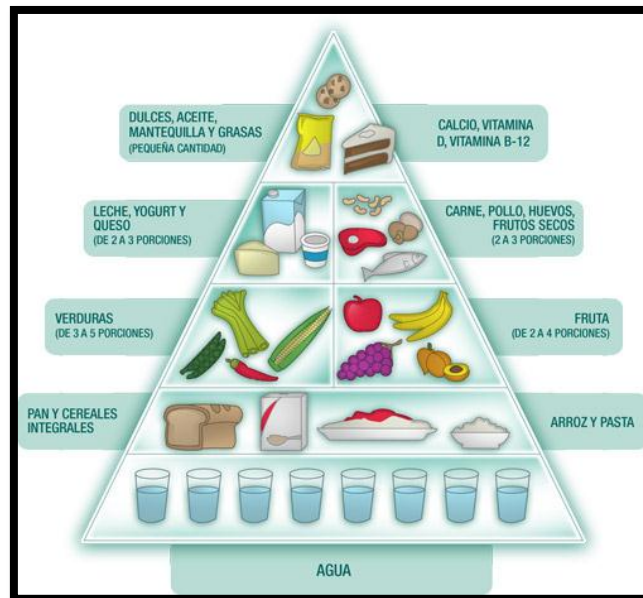 DULCES, ACEITE,
MANTEQUILLA Y GRASAS
(PEQUEÑA CANTIDAD)
CALCIO, VITAMINA
D, VITAMINA B-12
LECHE, YOGURT Y
QUESO
(DE 2 A 3 PORCIONES)
CARNE, POLLO, HUEVOS,
FRUTOS SECOS
(2 A 3 PORCIONES)
VERDURAS
(DE 3 A 5 PORCIONES)
FRUTA
(DE 2 A 4 PORCIONES)
PAN Y CEREALES
INTEGRALES
ARROZ Y PASTA
AGUA